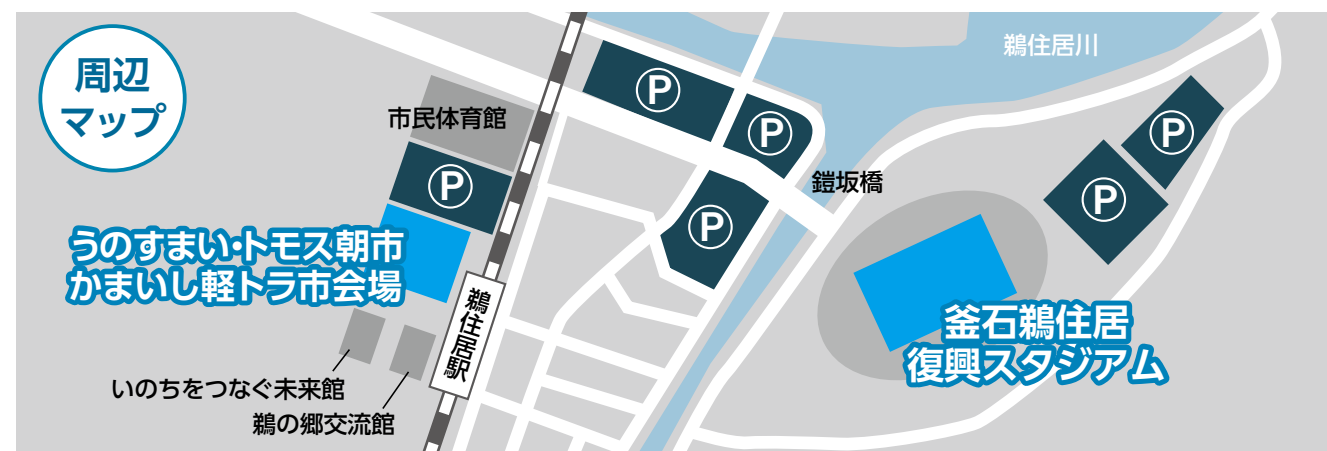 周辺
マップ
鵜住居川
市民体育館
P
P
P
P
P
P
鎧坂橋
うのすまい・トモス朝市
かまいし軽トラ市会場
鵜住居駅
釜石鵜住居
復興スタジアム
いのちをつなぐ未来館
鵜の郷交流館